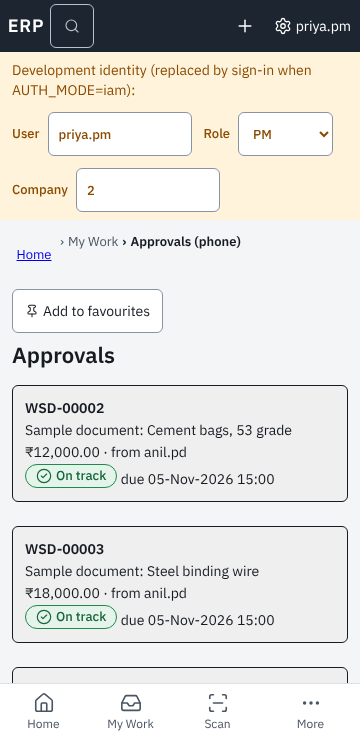 ERP
priya.pm
Development identity (replaced by sign-in when
AUTH_MODE=iam):
User priya.pm Role PM
Company 2
Home › My Work › Approvals (phone)
Add to favourites
Approvals
WSD-00002
Sample document: Cement bags, 53 grade
₹12,000.00 · from anil.pd
On track due 05-Nov-2026 15:00
WSD-00003
Sample document: Steel binding wire
₹18,000.00 · from anil.pd
On track due 05-Nov-2026 15:00
Home My Work Scan More